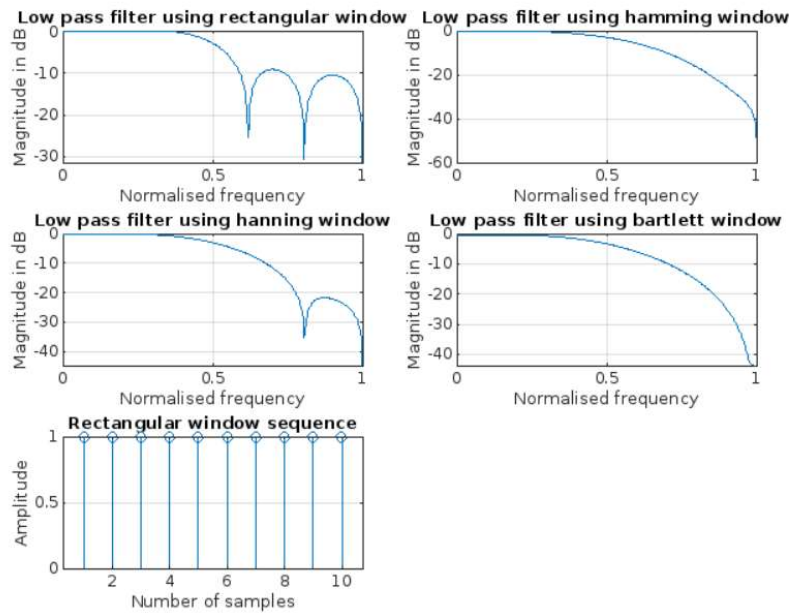 Low pass filter using rectangular window
Magnitude in dB
0
-10
-20
-30
0
0.5
1
Normalised frequency
Low pass filter using hamming window
Magnitude in dB
0
-20
-40
-60
0
0.5
1
Normalised frequency
Low pass filter using hanning window
Magnitude in dB
0
-10
-20
-30
-40
0
0.5
1
Normalised frequency
Low pass filter using bartlett window
Magnitude in dB
0
-10
-20
-30
-40
0
0.5
1
Normalised frequency
Rectangular window sequence
Amplitude
1
0.5
0
2
4
6
8
10
Number of samples